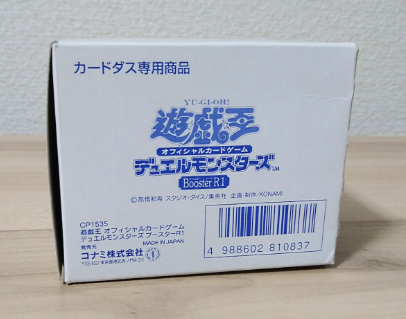 カードダス専用商品
YU-GI-OH!
遊戯王
オフィシャルカードゲーム
デュエルモンスターズ™
Booster R1
©高橋和希 スタジオ・ダイス/集英社 企画・制作/KONAMI
CP1535
遊戯王 オフィシャルカードゲーム
デュエルモンスターズ ブースターR1
MADE IN JAPAN
発売元
コナミ株式会社
4 988602 810837